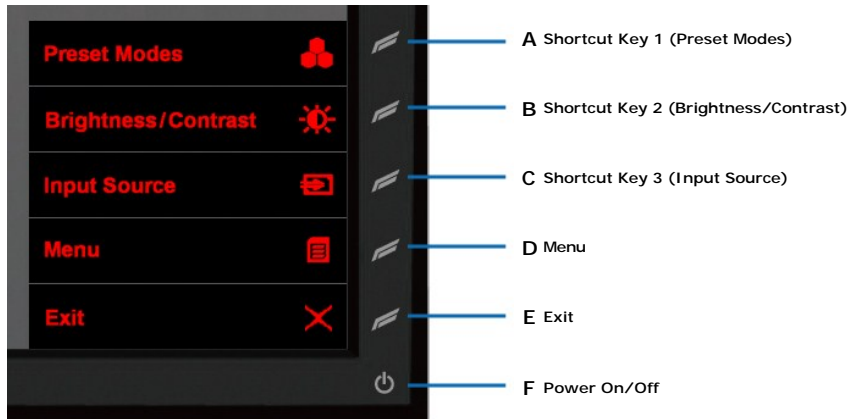 Preset Modes
A Shortcut Key 1 (Preset Modes)
Brightness/Contrast
B Shortcut Key 2 (Brightness/Contrast)
Input Source
C Shortcut Key 3 (Input Source)
Menu
D Menu
Exit
E Exit
F Power On/Off